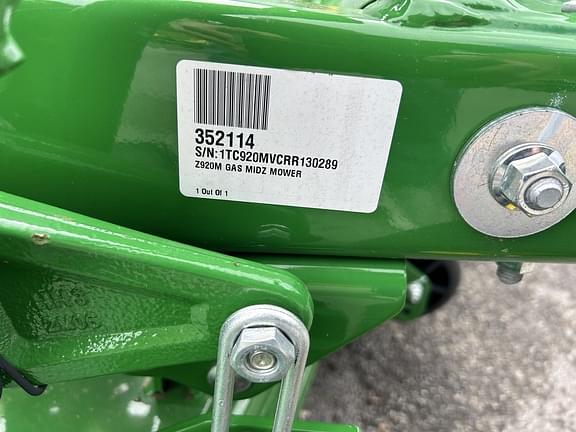 352114
S/N:1TC920MVCRR130289
Z920M GAS MIDZ MOWER
1 Out Of 1